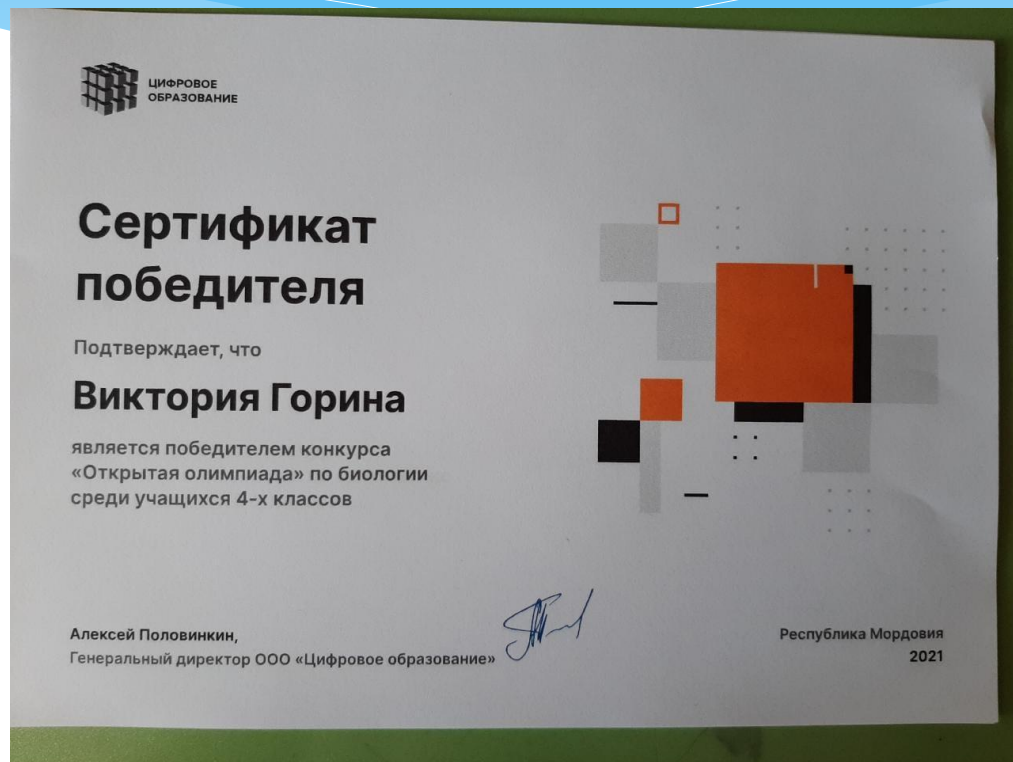 ЦИФРОВОЕ
ОБРАЗОВАНИЕ
Сертификат
победителя
Подтверждает, что
Виктория Горина
является победителем конкурса
«Открытая олимпиада» по биологии
среди учащихся 4-х классов
Алексей Половинкин,
Генеральный директор ООО «Цифровое образование»
Республика Мордовия
2021